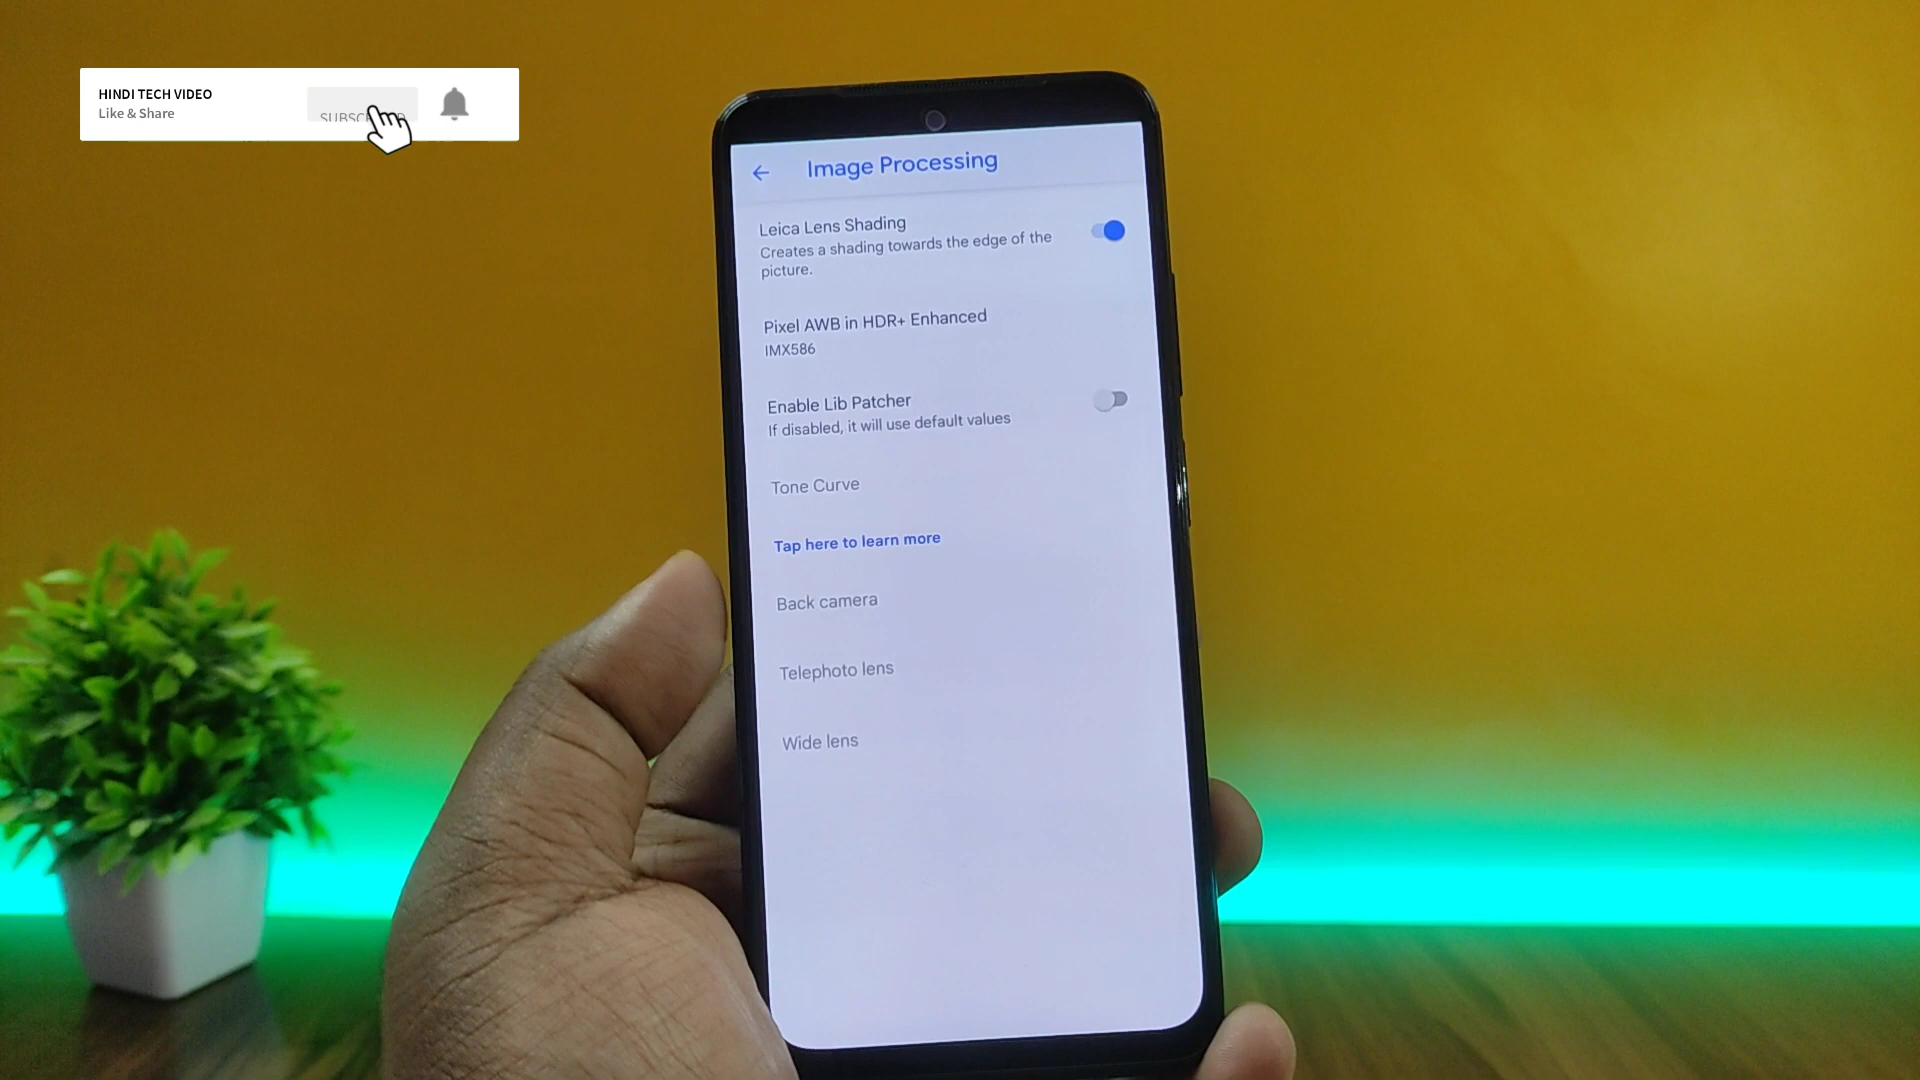 HINDI TECH VIDEO
Like & Share
Image Processing
Leica Lens Shading
Creates a shading towards the edge of the
picture.
Pixel AWB in HDR+ Enhanced
IMX586
Enable Lib Patcher
If disabled, it will use default values
Tone Curve
Tap here to learn more
Back camera
Telephoto lens
Wide lens